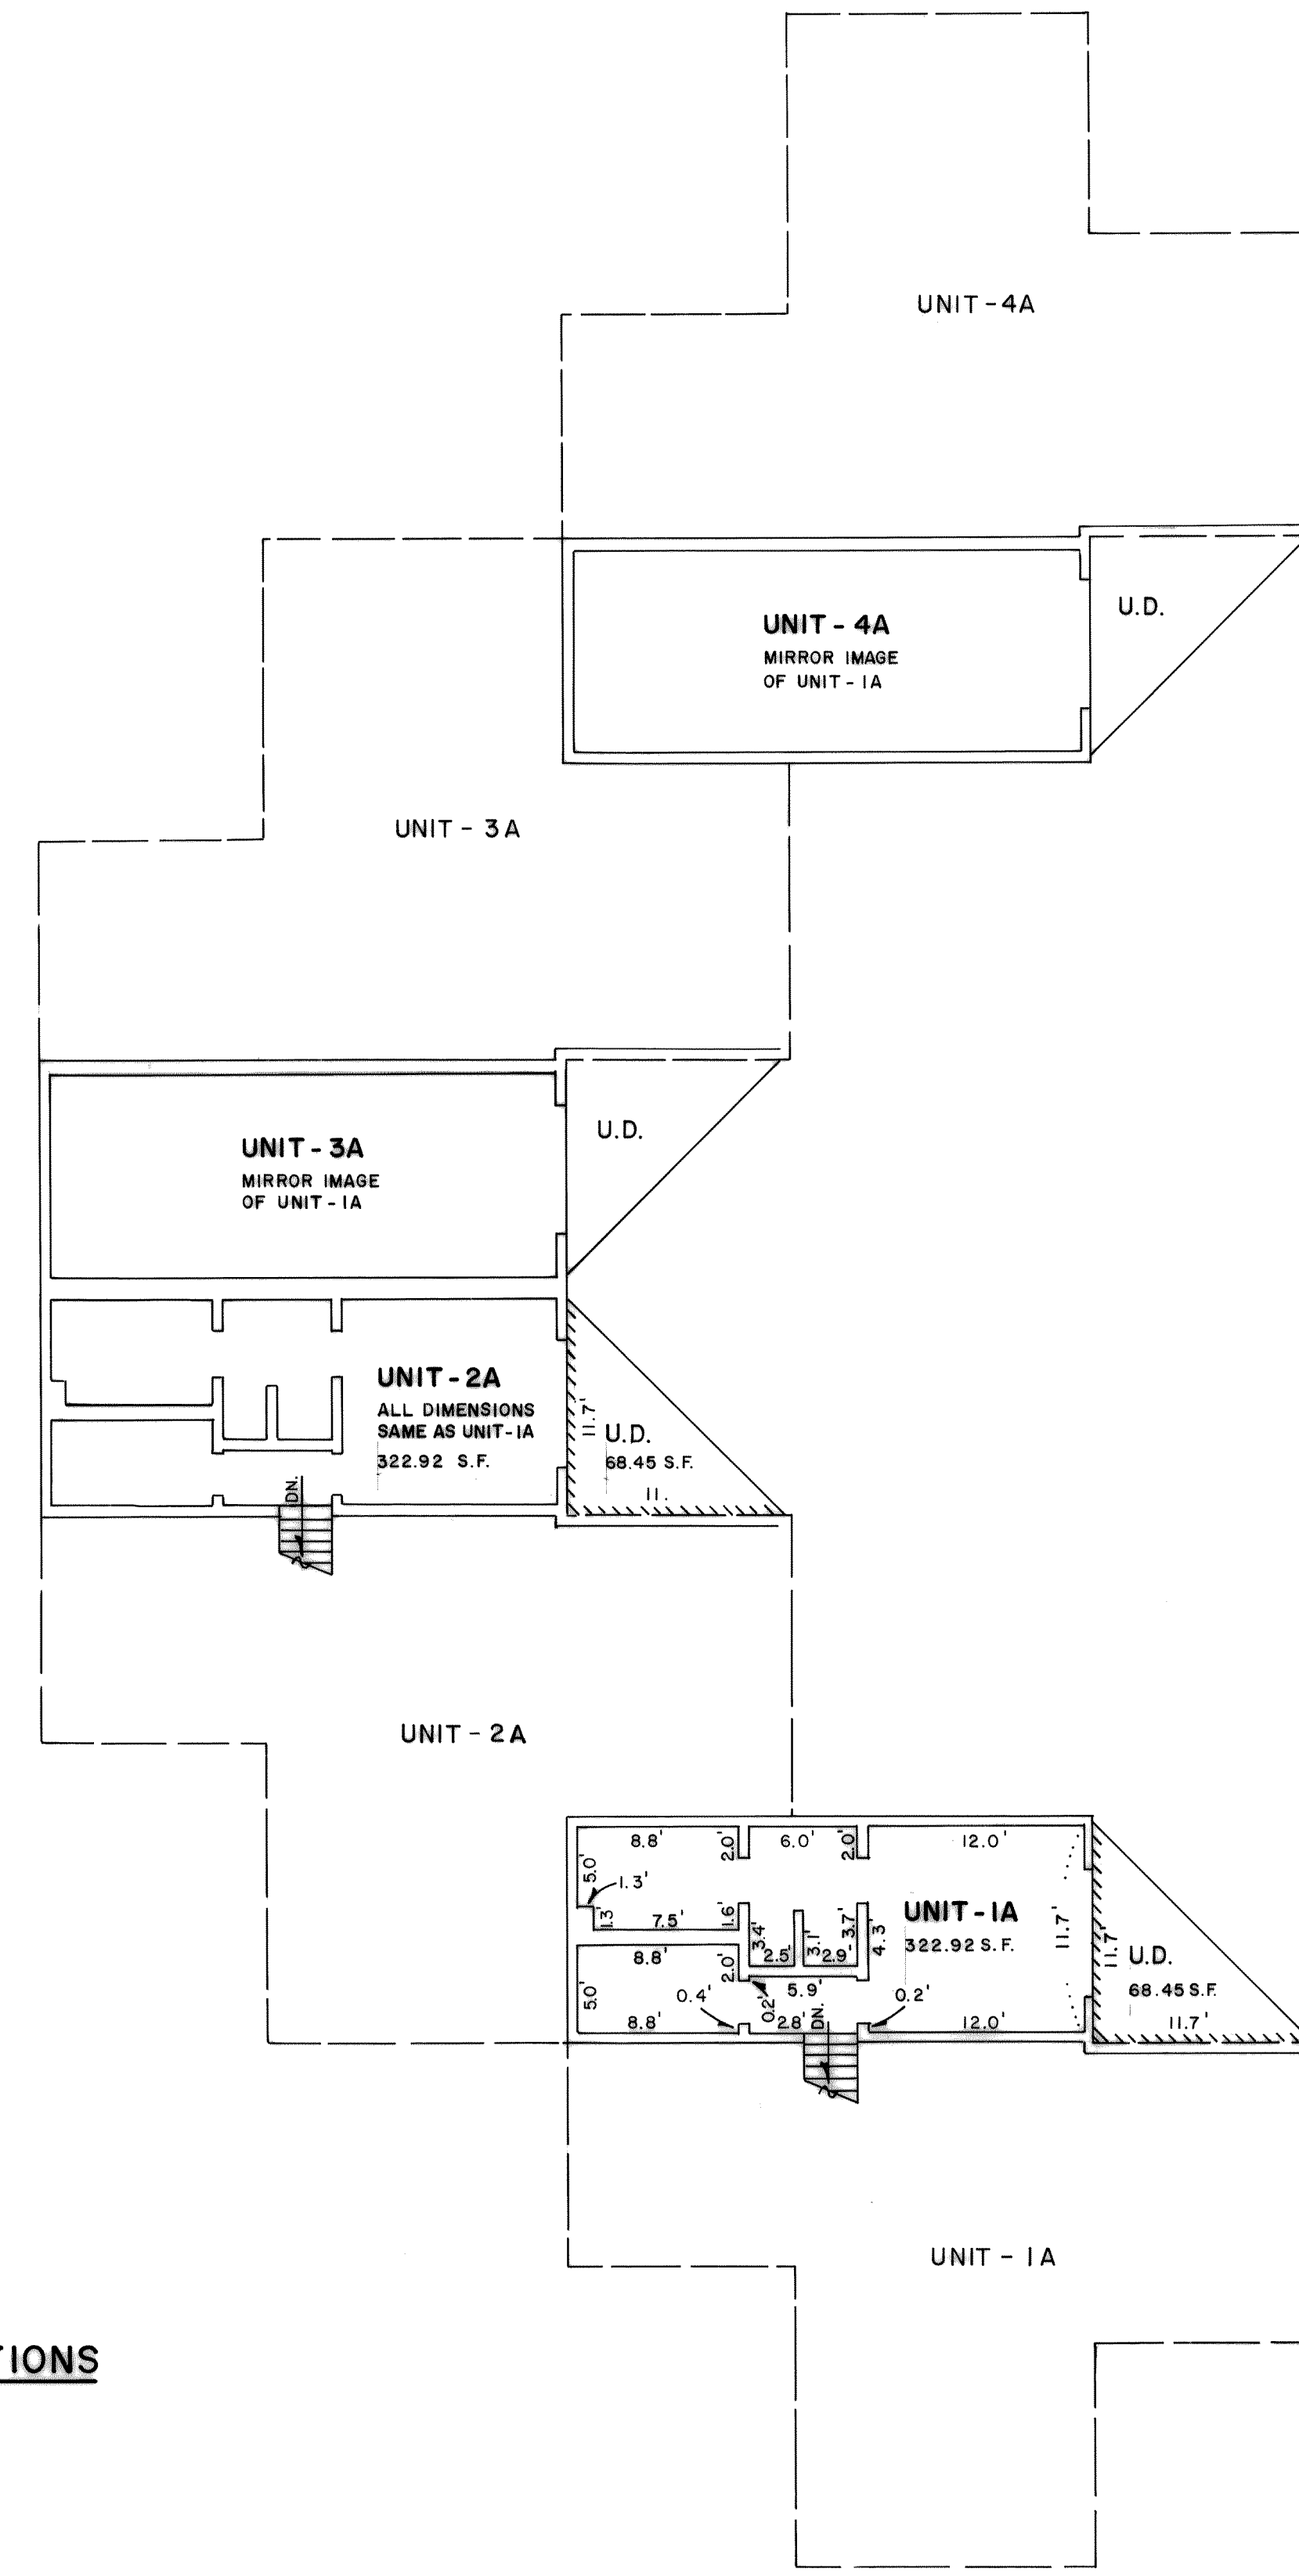 UNIT-4A
UNIT-4A
MIRROR IMAGE
OF UNIT-1A
U.D.
UNIT-3A
UNIT-3A
MIRROR IMAGE
OF UNIT-1A
U.D.
UNIT-2A
ALL DIMENSIONS
SAME AS UNIT-1A
322.92 S.F.
11.7'
U.D.
68.45 S.F.
11.
DN.
UNIT-2A
8.8'
2.0'
6.0'
2.0'
12.0'
5.0'
1.3'
1.3'
7.5'
1.6'
3.4'
2.5'
3.1'
2.9'
3.7'
4.3'
UNIT-1A
322.92 S.F.
11.7'
11.7'
U.D.
68.45 S.F.
11.7'
8.8'
2.0'
5.0'
0.4'
0.2'
5.9'
0.2'
8.8'
2.8'
DN.
12.0'
UNIT-1A
TIONS